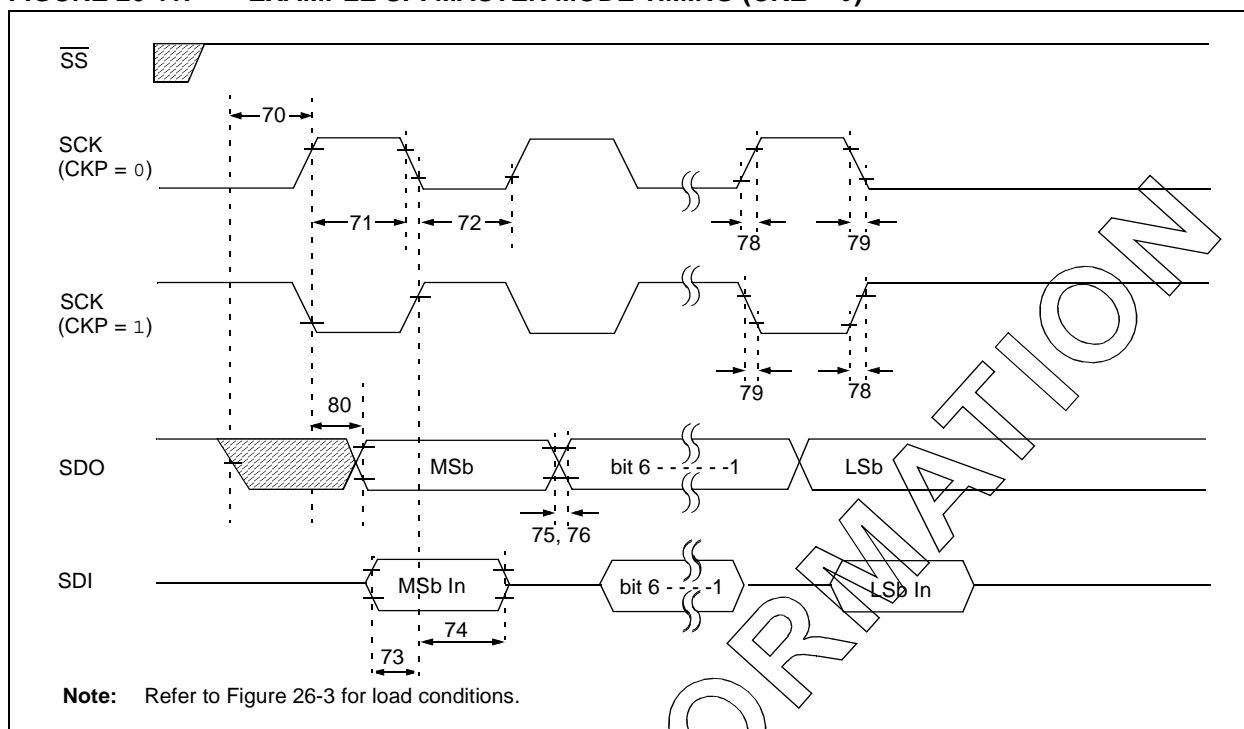 SS
70
SCK
(CKP = 0)
71
72
78
79
SCK
(CKP = 1)
79
78
80
SDO
MSb
bit 6 - - - - - -1
LSb
75, 76
SDI
MSb In
bit 6 - - - -1
LSb In
74
73
Note: Refer to Figure 26-3 for load conditions.
ORMATION